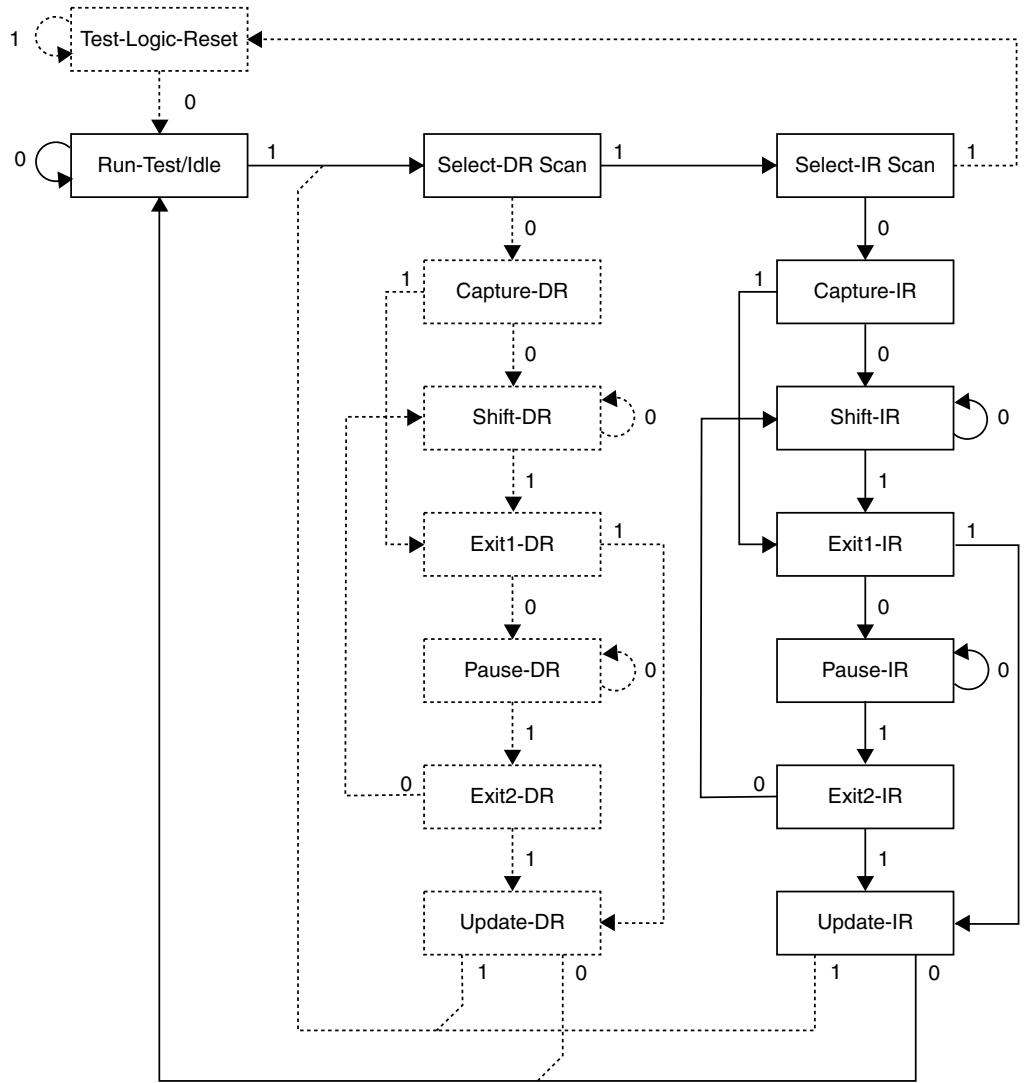 1
Test-Logic-Reset
0
0
Run-Test/Idle
1
Select-DR Scan
1
Select-IR Scan
1
0
0
1
Capture-DR
1
Capture-IR
0
0
Shift-DR
0
Shift-IR
0
1
1
Exit1-DR
1
Exit1-IR
1
0
0
Pause-DR
0
Pause-IR
0
1
1
0
Exit2-DR
0
Exit2-IR
1
1
Update-DR
Update-IR
1
0
1
0